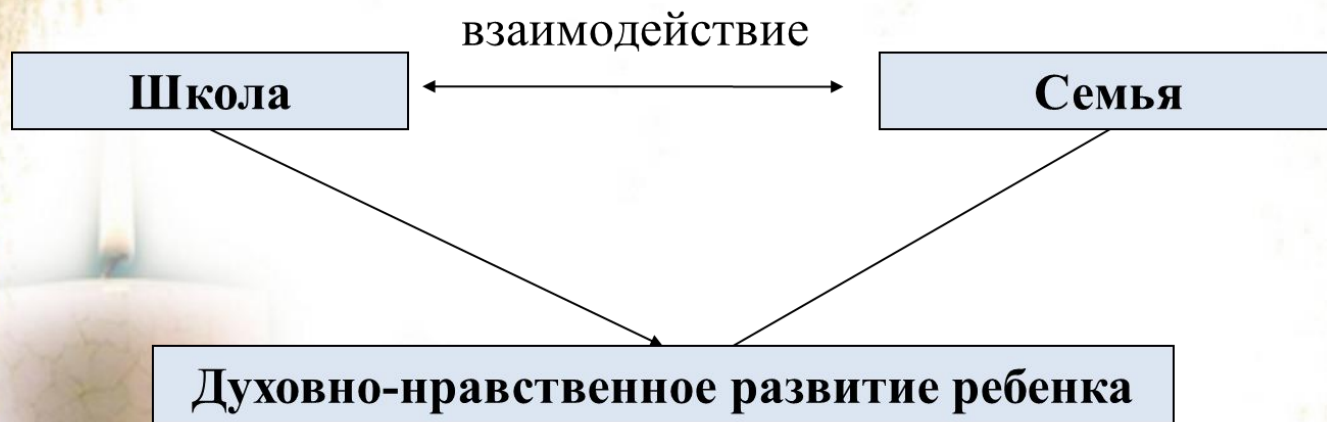 взаимодействие
Школа
Семья
Духовно-нравственное развитие ребенка